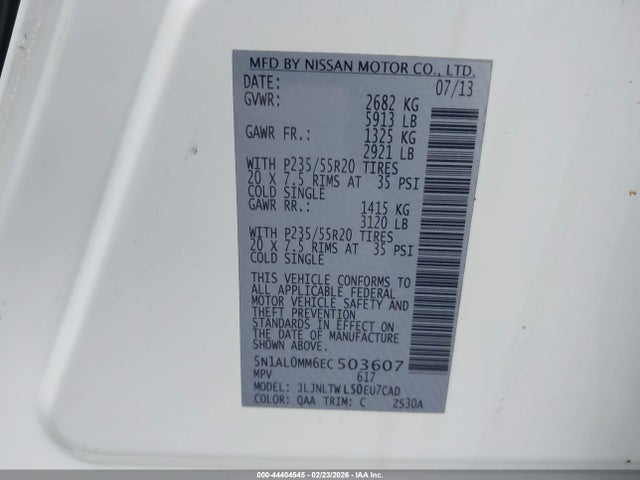 MFD BY NISSAN MOTOR CO., LTD.
DATE: 07/13
GVWR: 2682 KG
5913 LB
GAWR FR.: 1325 KG
2921 LB
WITH P235/55R20 TIRES
20 X 7.5 RIMS AT 35 PSI
COLD SINGLE
GAWR RR.: 1415 KG
3120 LB
WITH P235/55R20 TIRES
20 X 7.5 RIMS AT 35 PSI
COLD SINGLE
THIS VEHICLE CONFORMS TO
ALL APPLICABLE FEDERAL
MOTOR VEHICLE SAFETY AND
THEFT PREVENTION
STANDARDS IN EFFECT ON
THE DATE OF MANUFACTURE
SHOWN ABOVE.
5N1AL0MM6EC503607
MPV 617
MODEL: JLJNLTWL50EU7CAD
COLOR: QAA TRIM: C ZS30A
000-44404545 - 02/23/2026 - IAA Inc.